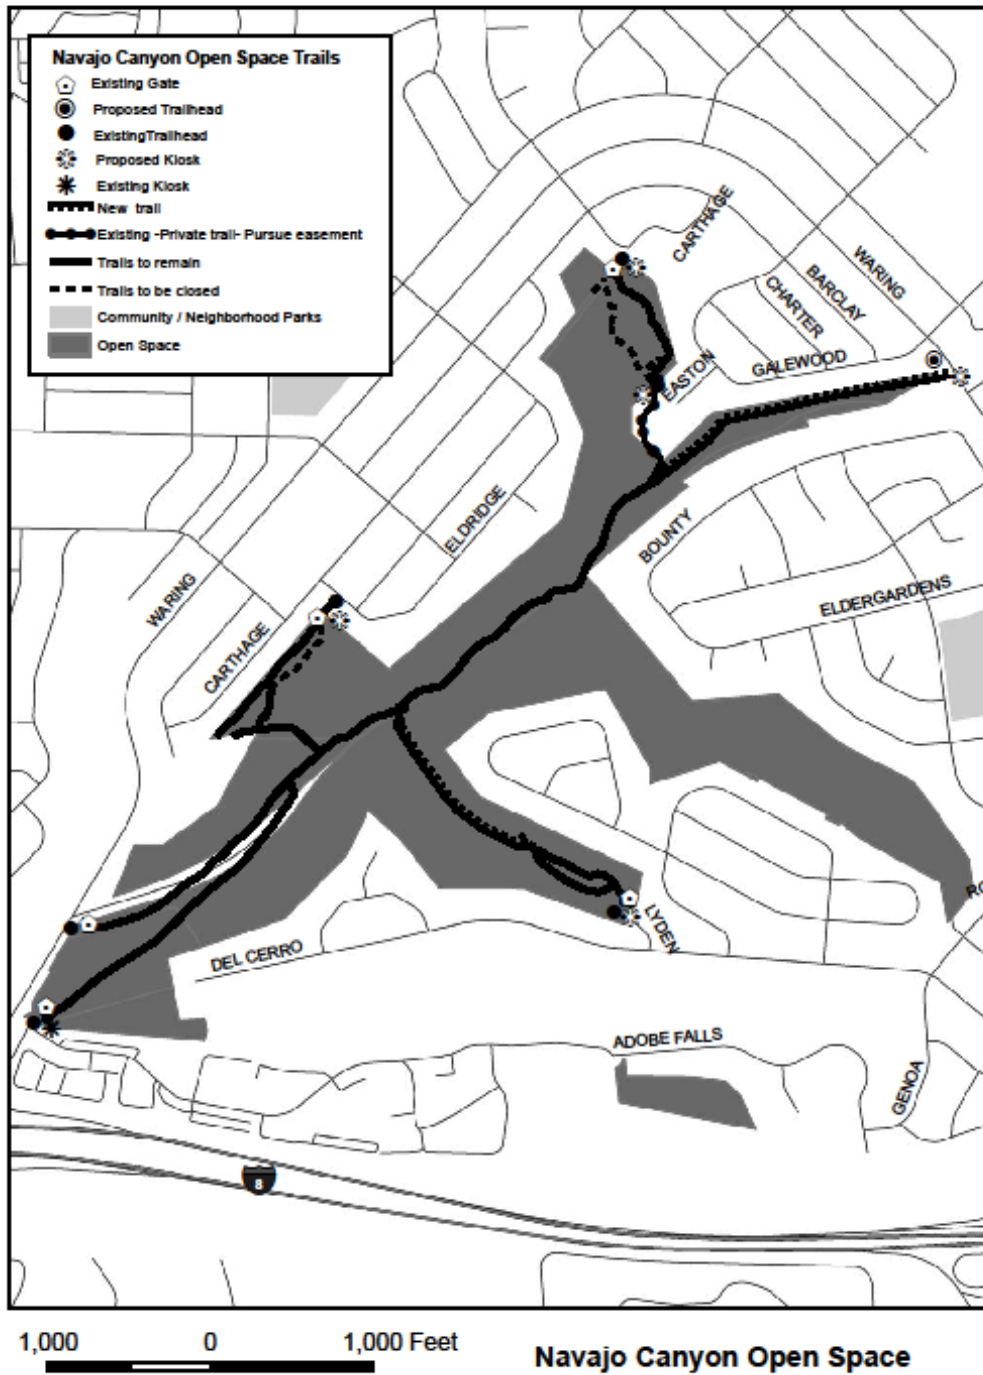 Navajo Canyon Open Space Trails
Existing Gate
Proposed Trailhead
ExistingTrailhead
Proposed Kiosk
Existing Kiosk
New trail
Existing -Private trail- Pursue easement
Trails to remain
Trails to be closed
Community / Neighborhood Parks
Open Space
CARTHAGE
WARING
BARCLAY
CHARTER
GALEWOOD
EASTON
ELDRIDGE
BOUNTY
ELDERGARDENS
WARING
CARTHAGE
RO
LYDEN
DEL CERRO
ADOBE FALLS
GENOA
8
1,000 0 1,000 Feet
Navajo Canyon Open Space